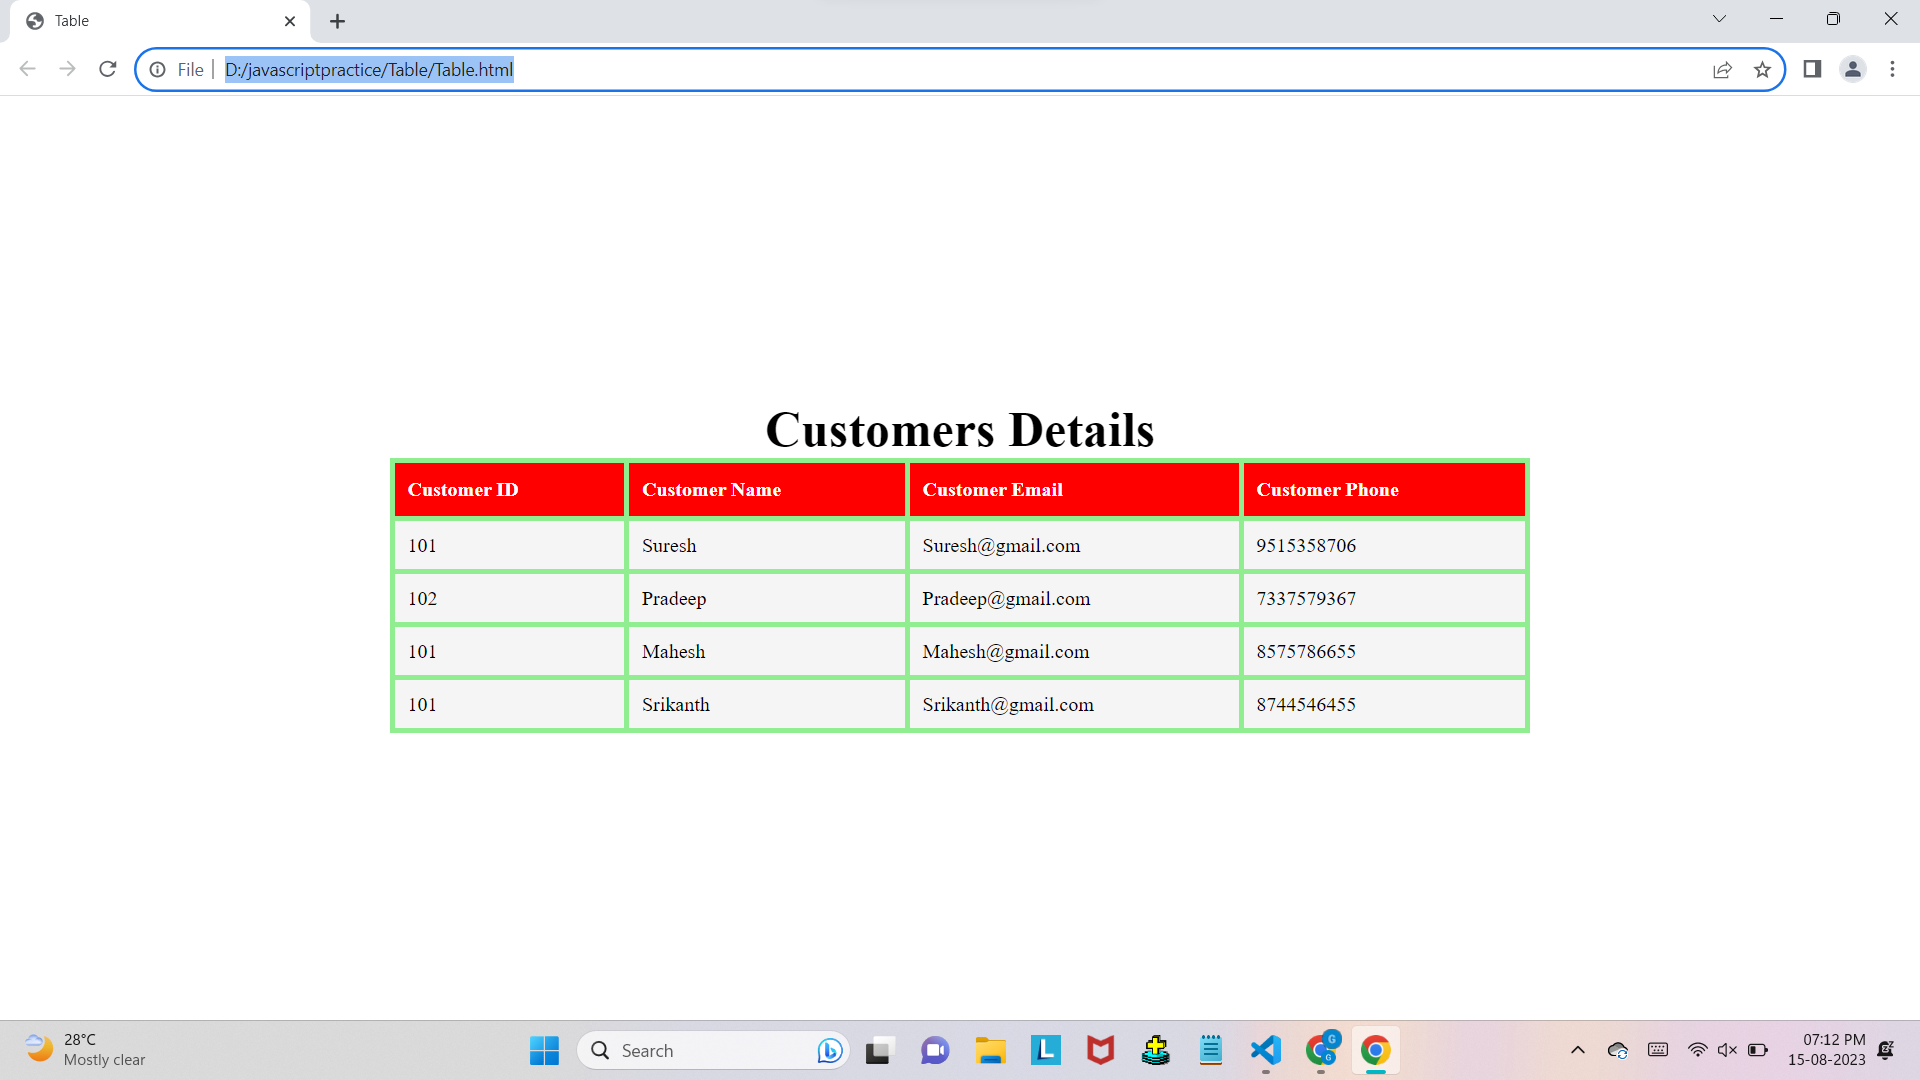 Table
File D:/javascriptpractice/Table/Table.html
Customers Details
Customer ID Customer Name Customer Email Customer Phone
101 Suresh Suresh@gmail.com 9515358706
102 Pradeep Pradeep@gmail.com 7337579367
101 Mahesh Mahesh@gmail.com 8575786655
101 Srikanth Srikanth@gmail.com 8744546455
28°C
Mostly clear
Search
L
G
G
07:12 PM
15-08-2023